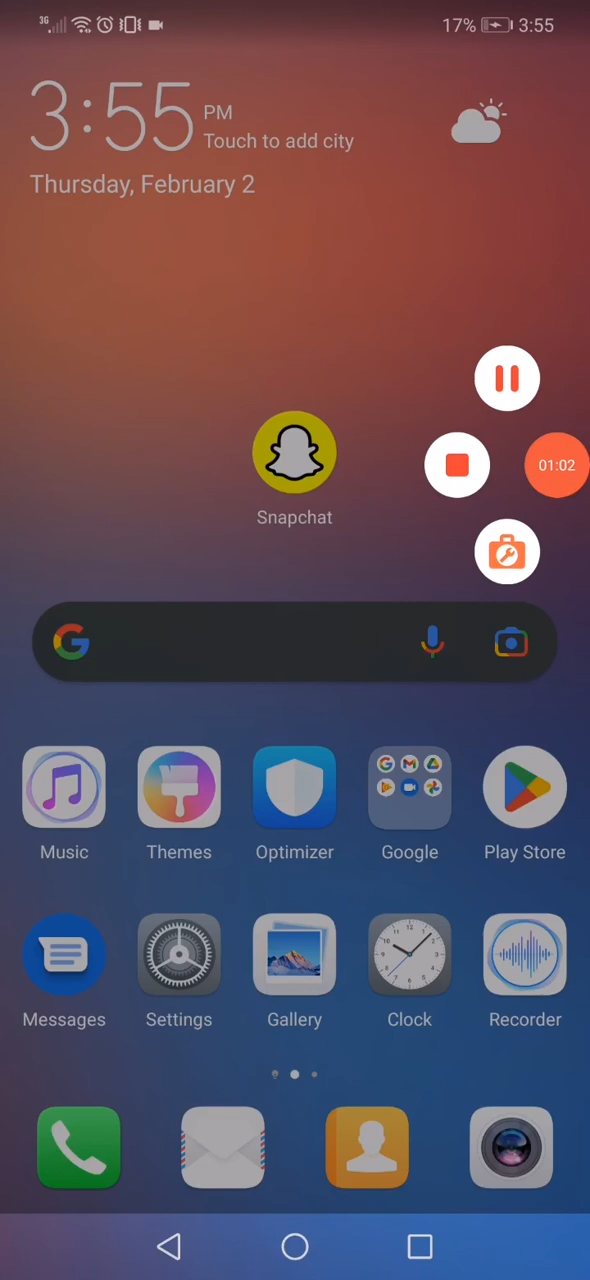 3G 17% 3:55
3:55 PM
Touch to add city
Thursday, February 2
Snapchat
01:02
Music Themes Optimizer Google Play Store
Messages Settings Gallery Clock Recorder